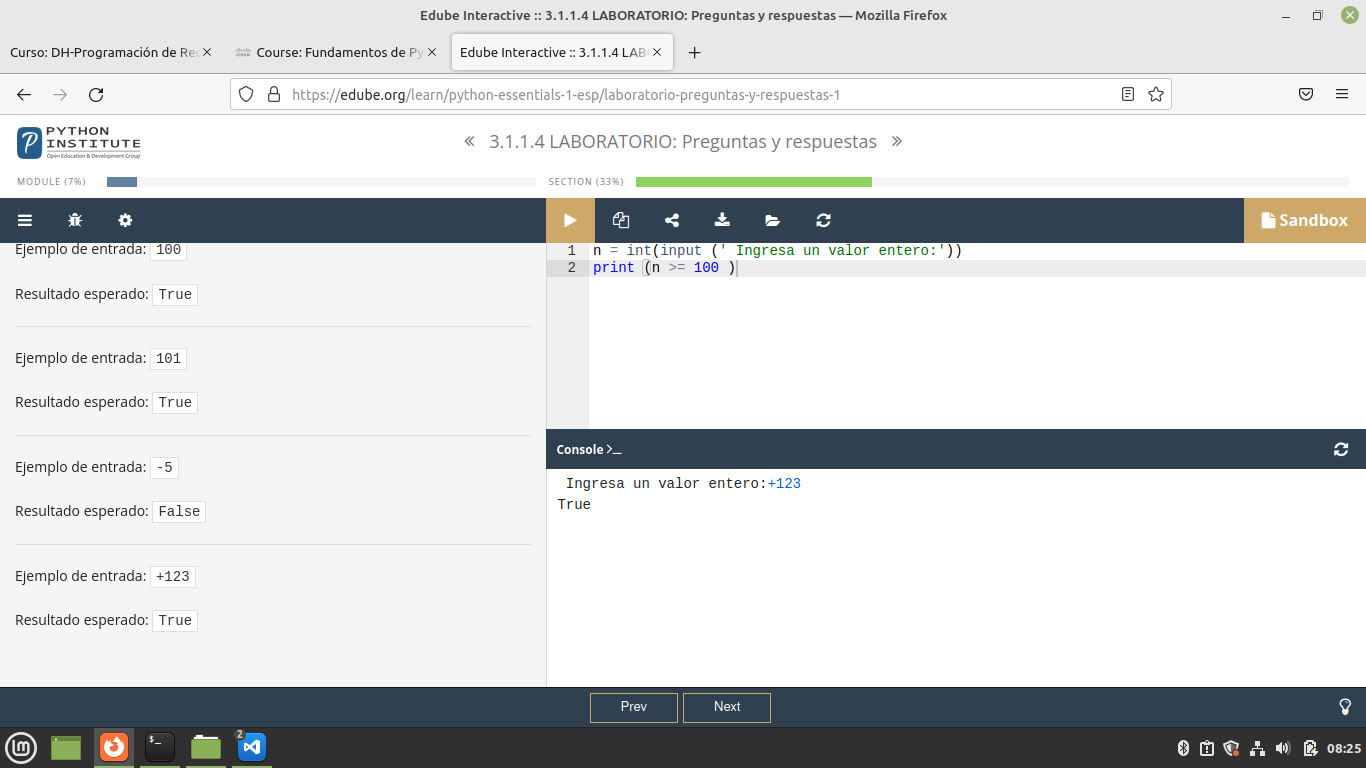 Edube Interactive :: 3.1.1.4 LABORATORIO: Preguntas y respuestas — Mozilla Firefox
Curso: DH-Programación de Re
Course: Fundamentos de Py
Edube Interactive :: 3.1.1.4 LAB
https://edube.org/learn/python-essentials-1-esp/laboratorio-preguntas-y-respuestas-1
PYTHON
INSTITUTE
Open Education & Development Group
« 3.1.1.4 LABORATORIO: Preguntas y respuestas »
MODULE (7%)
SECTION (33%)
Sandbox
Ejemplo de entrada: 100
Resultado esperado: True
Ejemplo de entrada: 101
Resultado esperado: True
Ejemplo de entrada: -5
Resultado esperado: False
Ejemplo de entrada: +123
Resultado esperado: True
1 n = int(input (' Ingresa un valor entero:'))
2 print (n >= 100 )
Console >_
Ingresa un valor entero:+123
True
Prev
Next
$_
2
08:25